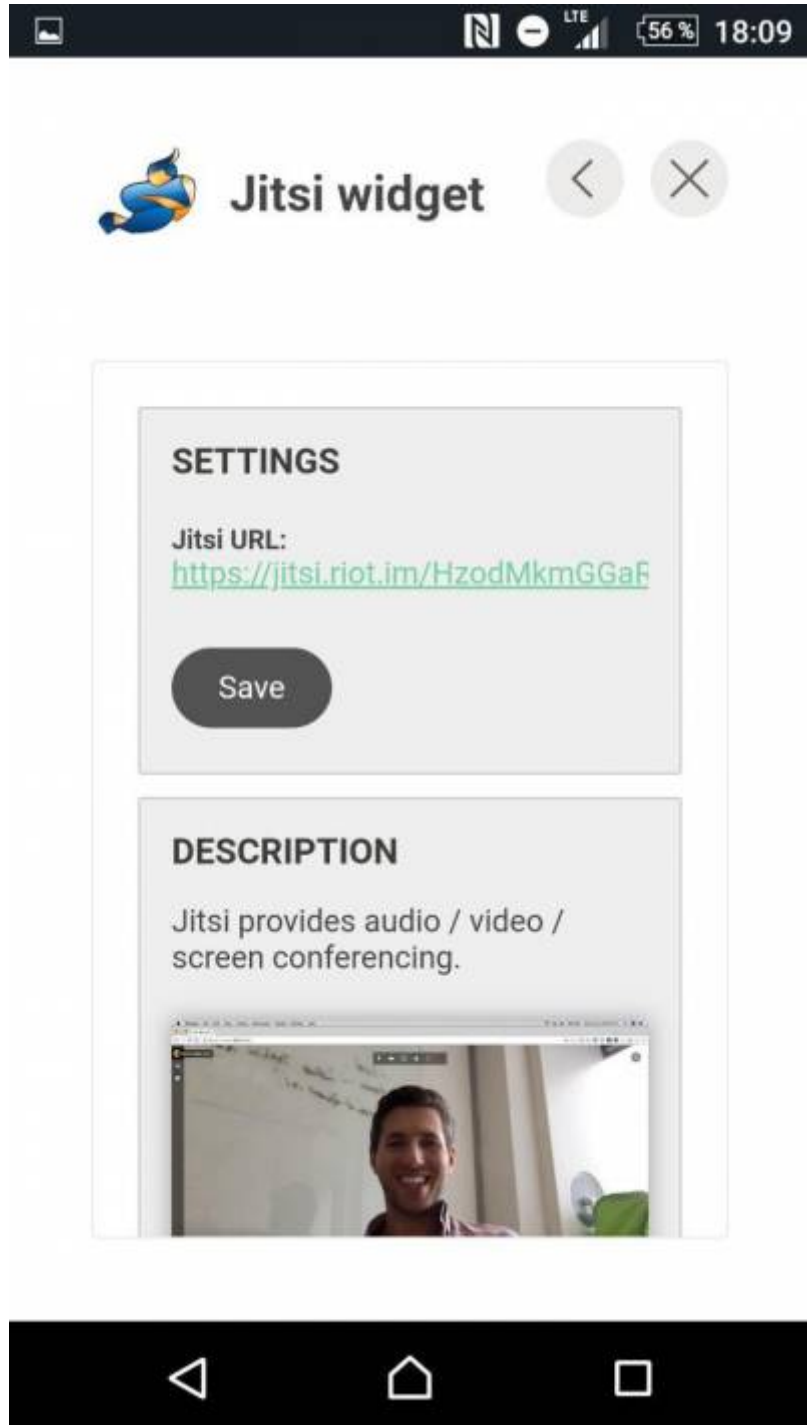 LTE 56 % 18:09
Jitsi widget
SETTINGS
Jitsi URL:
https://jitsi.riot.im/HzodMkmGGaR
Save
DESCRIPTION
Jitsi provides audio / video /
screen conferencing.